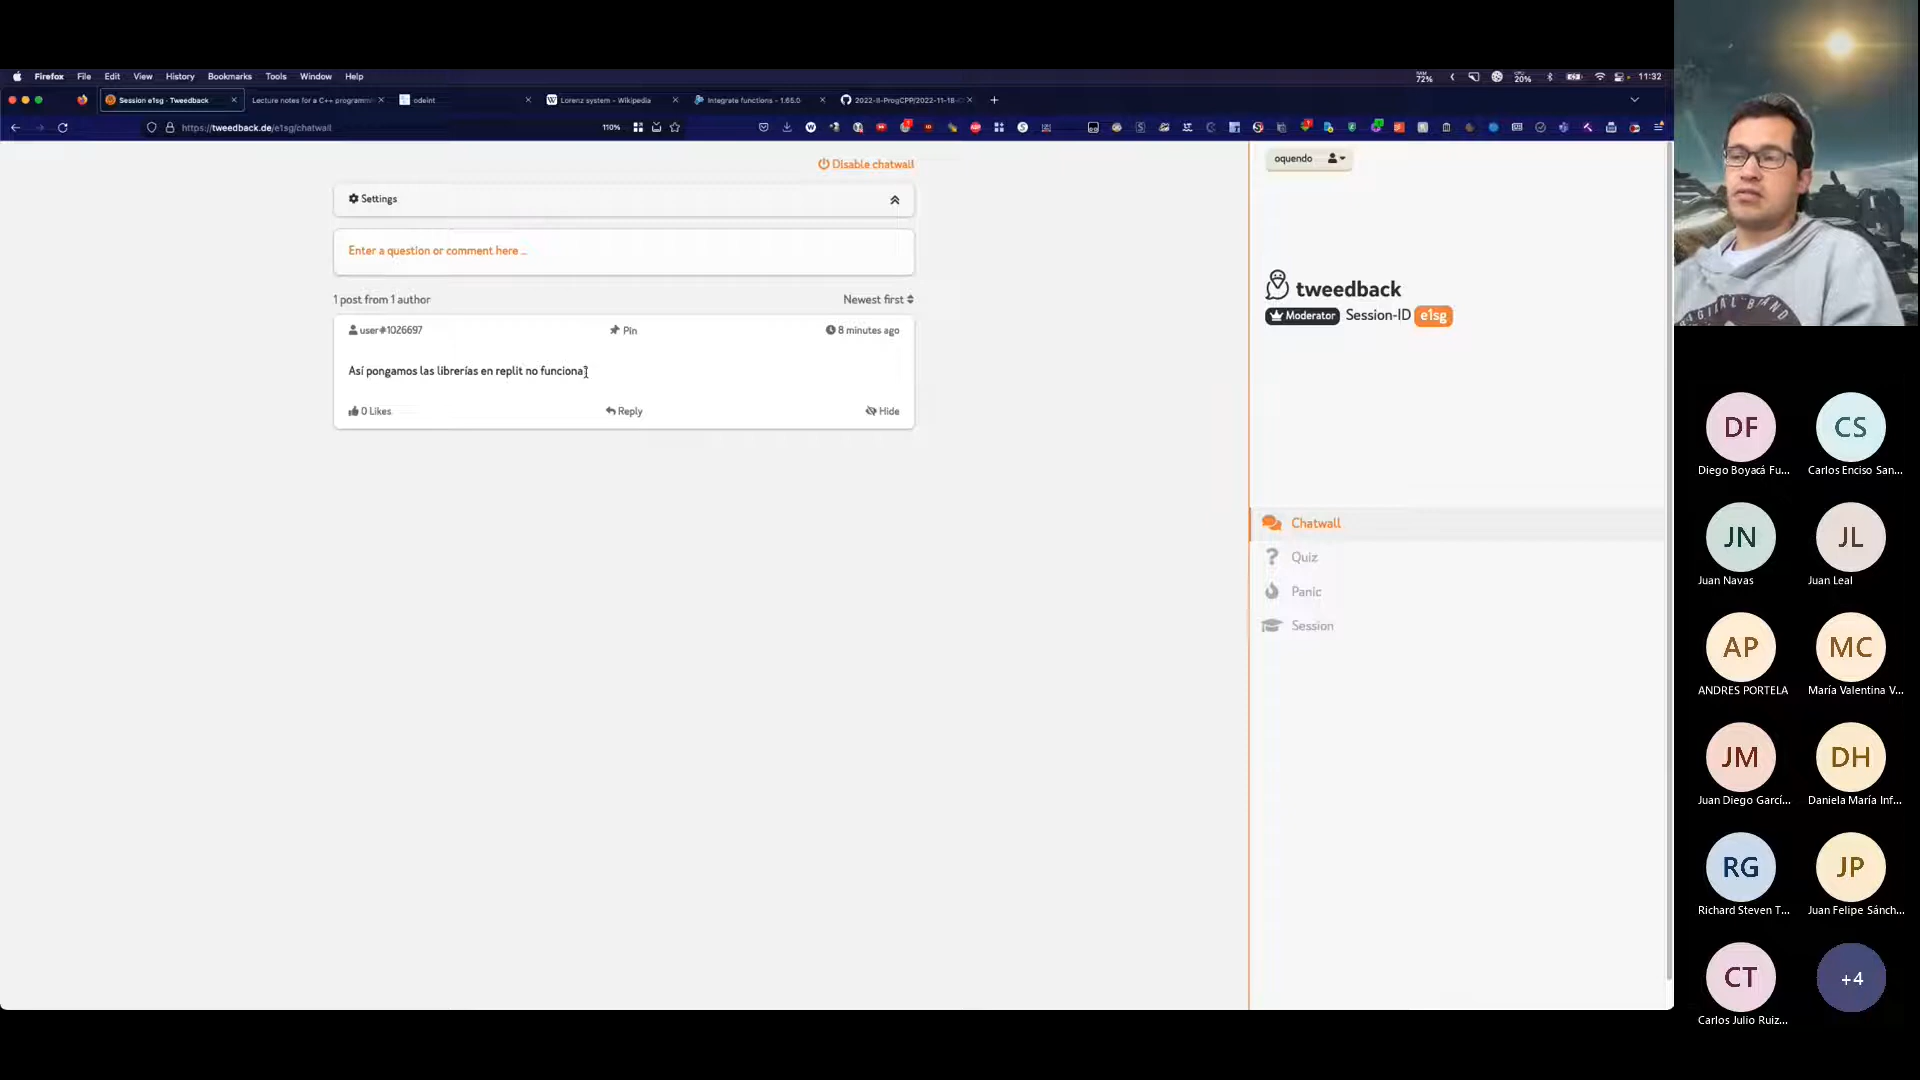 Firefox File Edit View History Bookmarks Tools Window Help
72% 20% 11:32
Session e1sg · Tweedback
Lecture notes for a C++ programm
odeint
Lorenz system - Wikipedia
Integrate functions - 1.65.0
2022-II-ProgCPP/2022-11-18-
https://tweedback.de/e1sg/chatwall
110%
Disable chatwall
Settings
Enter a question or comment here ...
1 post from 1 author
Newest first
user#1026697
Pin
8 minutes ago
Así pongamos las librerías en replit no funciona?
0 Likes
Reply
Hide
oquendo
tweedback
Moderator Session-ID e1sg
Chatwall
Quiz
Panic
Session
DF
Diego Boyacá Fu...
CS
Carlos Enciso San...
JN
Juan Navas
JL
Juan Leal
AP
ANDRES PORTELA
MC
María Valentina V...
JM
Juan Diego Garcí...
DH
Daniela María Inf...
RG
Richard Steven T...
JP
Juan Felipe Sánch...
CT
Carlos Julio Ruiz...
+4